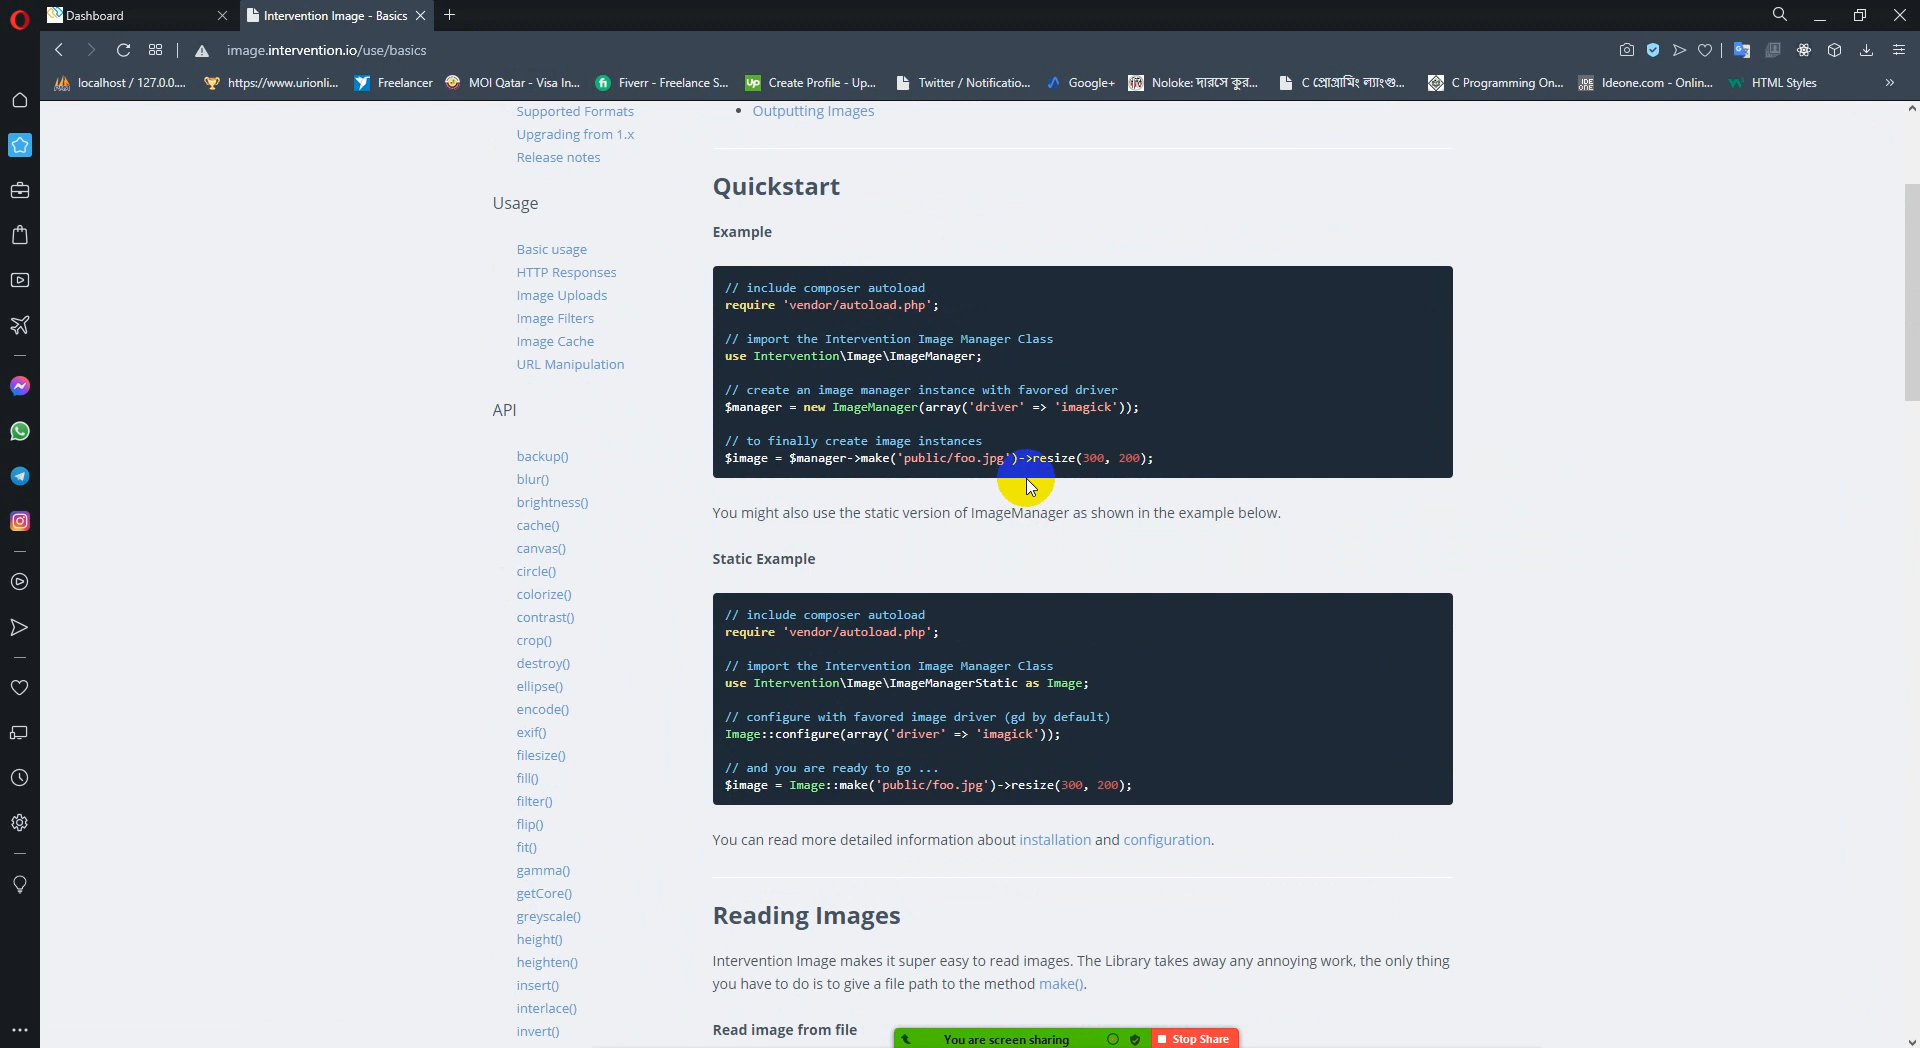 Dashboard
Intervention Image - Basics
image.intervention.io/use/basics
localhost / 127.0.0...
https://www.urionli...
Freelancer
MOI Qatar - Visa In...
Fiverr - Freelance S...
Up Create Profile - Up...
Twitter / Notificatio...
Google+
Noloke: দারসে কুর...
C প্রোগ্রামিং ল্যাংগু...
C Programming On...
Ideone.com - Onlin...
HTML Styles
»
Supported Formats
Upgrading from 1.x
Release notes
Usage
Basic usage
HTTP Responses
Image Uploads
Image Filters
Image Cache
URL Manipulation
API
backup()
blur()
brightness()
cache()
canvas()
circle()
colorize()
contrast()
crop()
destroy()
ellipse()
encode()
exif()
filesize()
fill()
filter()
flip()
fit()
gamma()
getCore()
greyscale()
height()
heighten()
insert()
interlace()
invert()
Outputting Images
Quickstart
Example
// include composer autoload
require 'vendor/autoload.php';
// import the Intervention Image Manager Class
use Intervention\Image\ImageManager;
// create an image manager instance with favored driver
$manager = new ImageManager(array('driver' => 'imagick'));
// to finally create image instances
$image = $manager->make('public/foo.jpg')->resize(300, 200);
You might also use the static version of ImageManager as shown in the example below.
Static Example
// include composer autoload
require 'vendor/autoload.php';
// import the Intervention Image Manager Class
use Intervention\Image\ImageManagerStatic as Image;
// configure with favored image driver (gd by default)
Image::configure(array('driver' => 'imagick'));
// and you are ready to go ...
$image = Image::make('public/foo.jpg')->resize(300, 200);
You can read more detailed information about installation and configuration.
Reading Images
Intervention Image makes it super easy to read images. The Library takes away any annoying work, the only thing
you have to do is to give a file path to the method make().
Read image from file
You are screen sharing
Stop Share